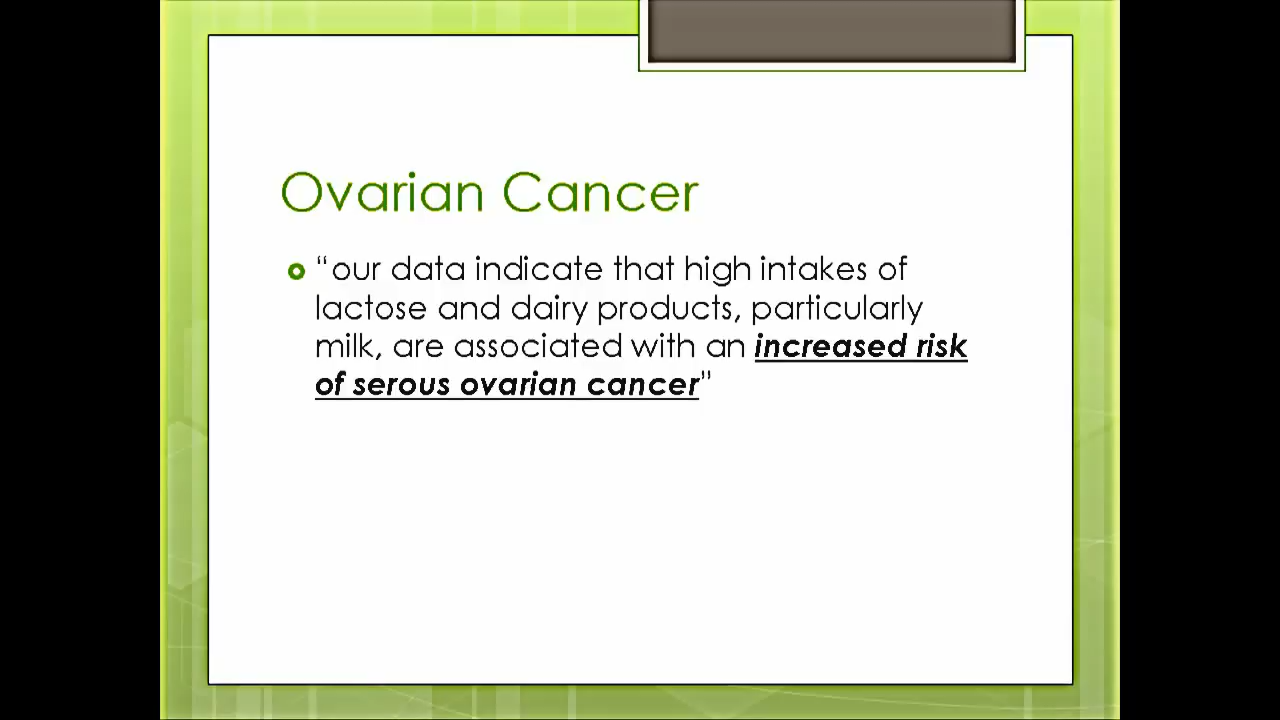 Ovarian Cancer
“our data indicate that high intakes of
lactose and dairy products, particularly
milk, are associated with an increased risk
of serous ovarian cancer”